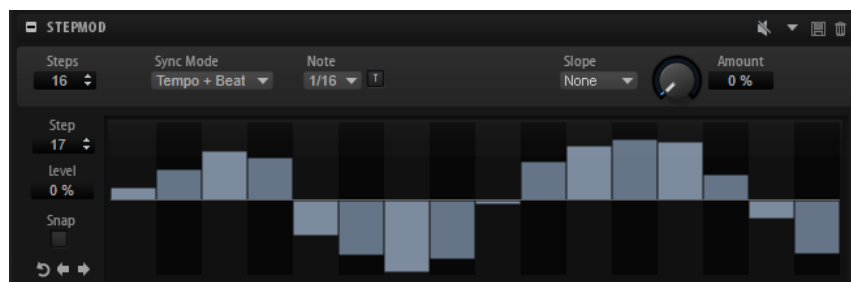 STEPMOD
Steps Sync Mode Note Slope Amount
16 Tempo + Beat 1/16 T None 0 %
Step
17
Level
0 %
Snap